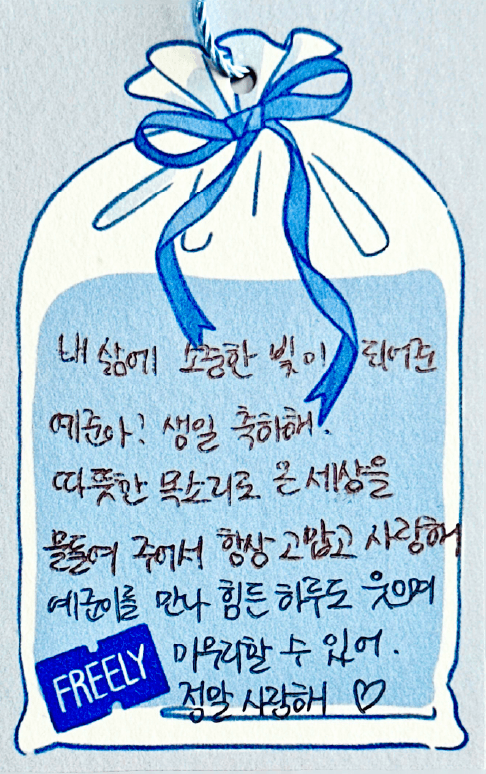 내 삶에 소중한 빛이 되어준
예준아! 생일 축하해.
따뜻한 목소리로 온 세상을
물들여 주어서 항상 고맙고 사랑해
예준이를 만나 힘든 하루도 웃으며
마무리할 수 있어.
정말 사랑해 ♡
FREELY